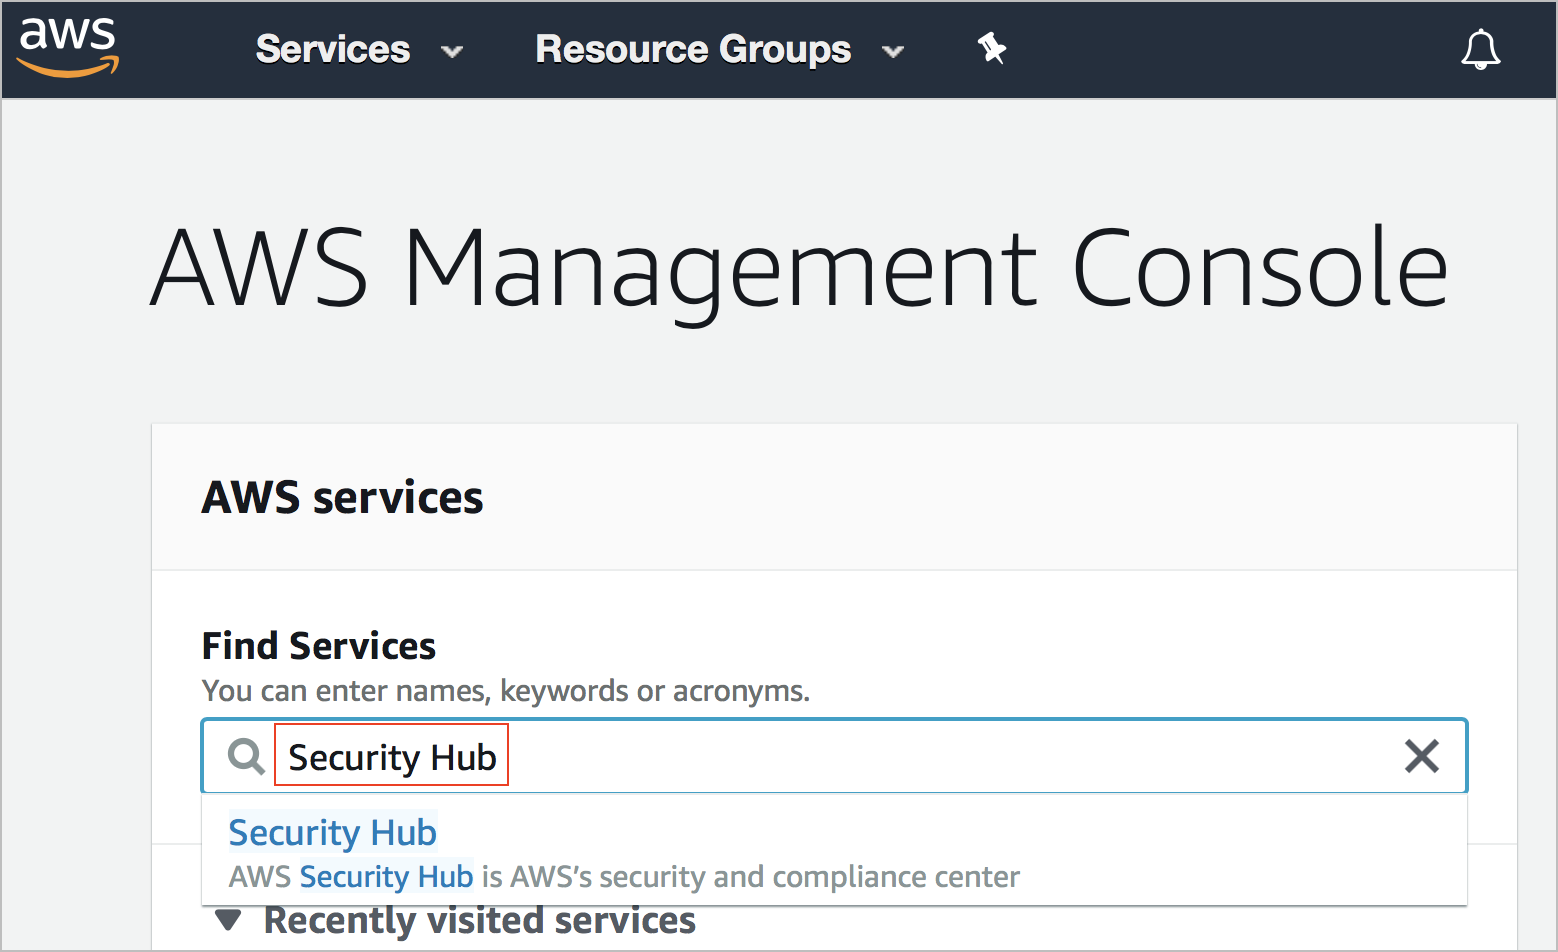 aws Services Resource Groups
AWS Management Console
AWS services
Find Services
You can enter names, keywords or acronyms.
Security Hub
Security Hub
AWS Security Hub is AWS’s security and compliance center
Recently visited services